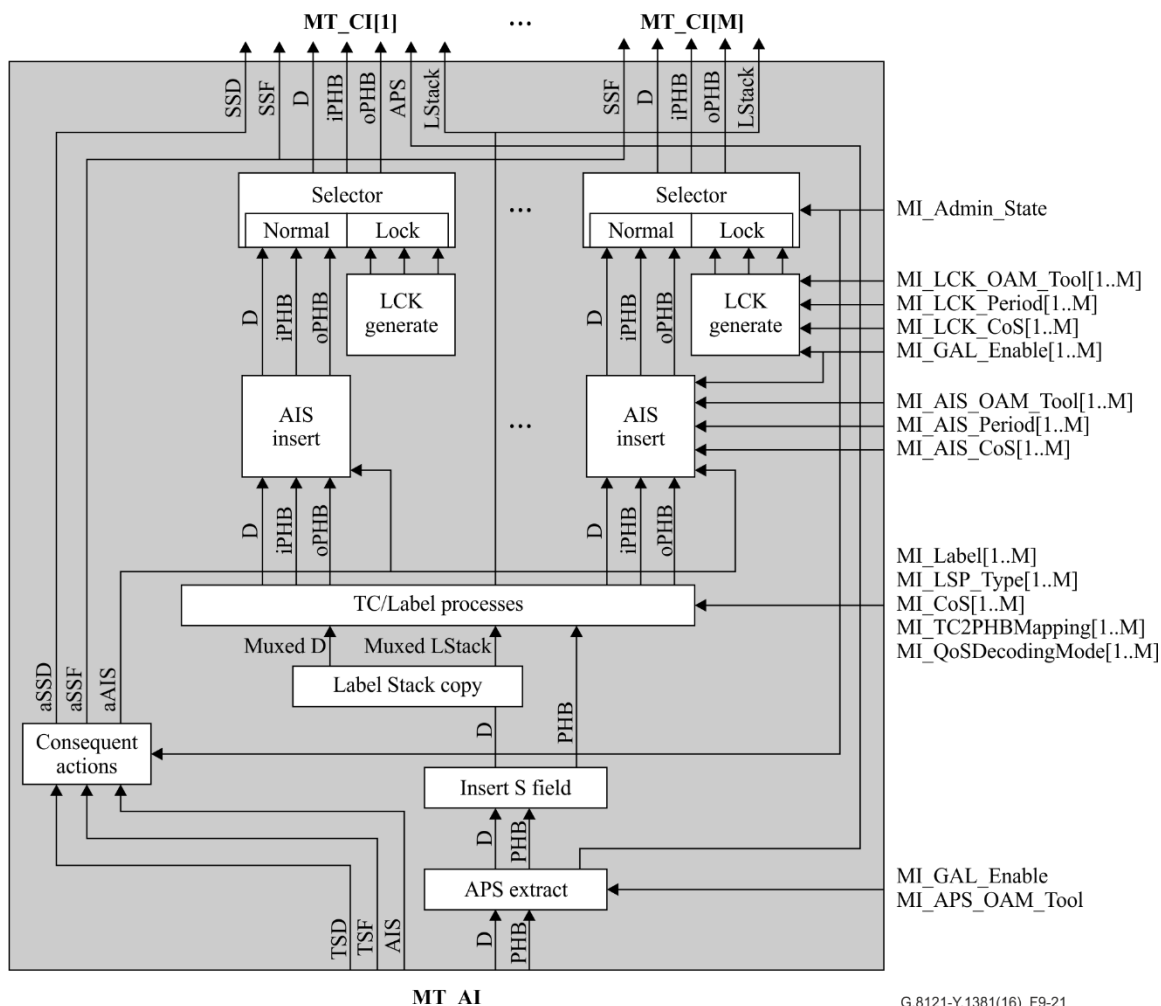 MT_CI[1] … MT_CI[M]
SSD SSF D iPHB oPHB APS LStack SSF D iPHB oPHB LStack
Selector … Selector
Normal Lock Normal Lock
MI_Admin_State
D iPHB oPHB D iPHB oPHB
LCK
generate
LCK
generate
MI_LCK_OAM_Tool[1..M]
MI_LCK_Period[1..M]
MI_LCK_CoS[1..M]
MI_GAL_Enable[1..M]
AIS
insert
…
AIS
insert
MI_AIS_OAM_Tool[1..M]
MI_AIS_Period[1..M]
MI_AIS_CoS[1..M]
D iPHB oPHB D iPHB oPHB
TC/Label processes
MI_Label[1..M]
MI_LSP_Type[1..M]
MI_CoS[1..M]
MI_TC2PHBMapping[1..M]
MI_QoSDecodingMode[1..M]
Muxed D Muxed LStack
Label Stack copy
aSSD aSSF aAIS
D PHB
Consequent
actions
Insert S field
D PHB
APS extract
MI_GAL_Enable
MI_APS_OAM_Tool
TSD TSF AIS D PHB
MT_AI
G.8121-Y.1381(16)_F9-21